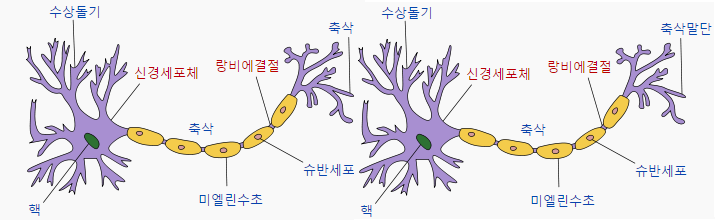 수상돌기
축삭
신경세포체
랑비에결절
축삭
슈반세포
미엘린수초
핵
수상돌기
축삭말단
신경세포체
랑비에결절
축삭
슈반세포
미엘린수초
핵